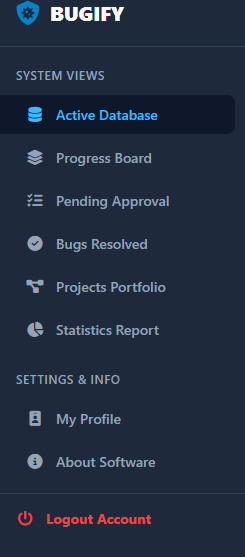 BUGIFY
SYSTEM VIEWS
Active Database
Progress Board
Pending Approval
Bugs Resolved
Projects Portfolio
Statistics Report
SETTINGS & INFO
My Profile
About Software
Logout Account